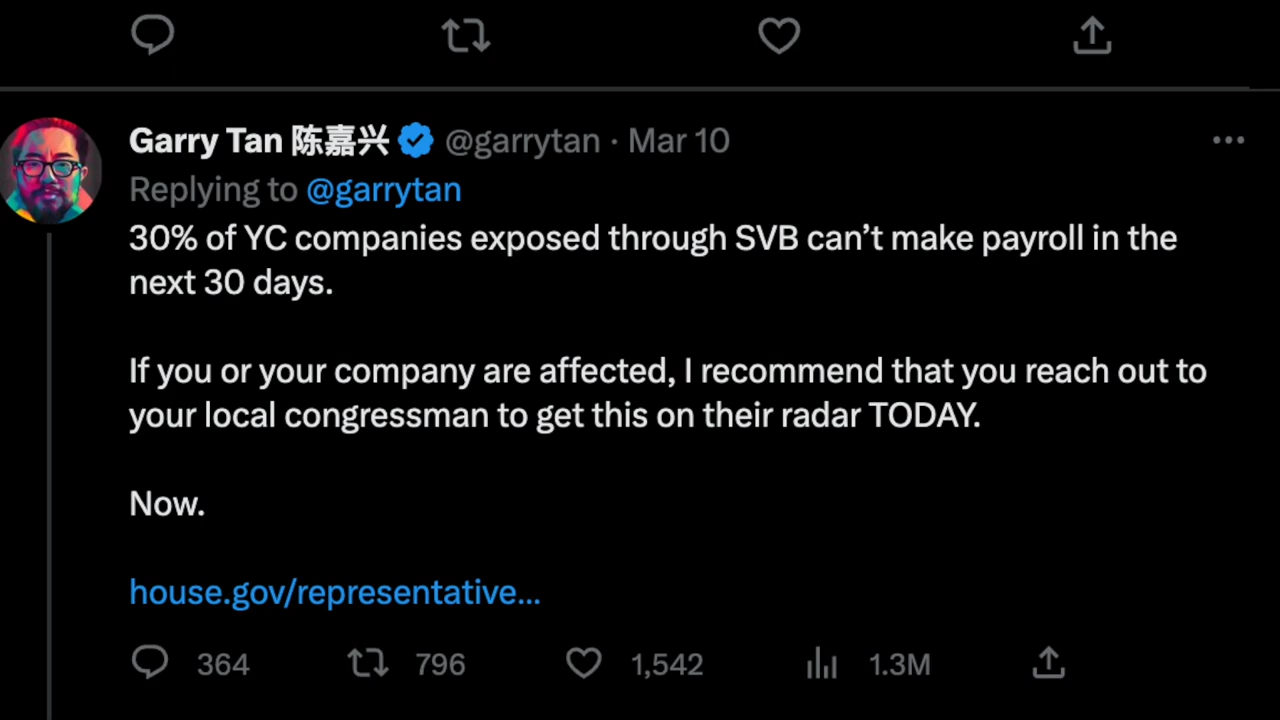 Garry Tan 陈嘉兴 @garrytan · Mar 10
Replying to @garrytan
30% of YC companies exposed through SVB can’t make payroll in the
next 30 days.
If you or your company are affected, I recommend that you reach out to
your local congressman to get this on their radar TODAY.
Now.
house.gov/representative...
364 796 1,542 1.3M